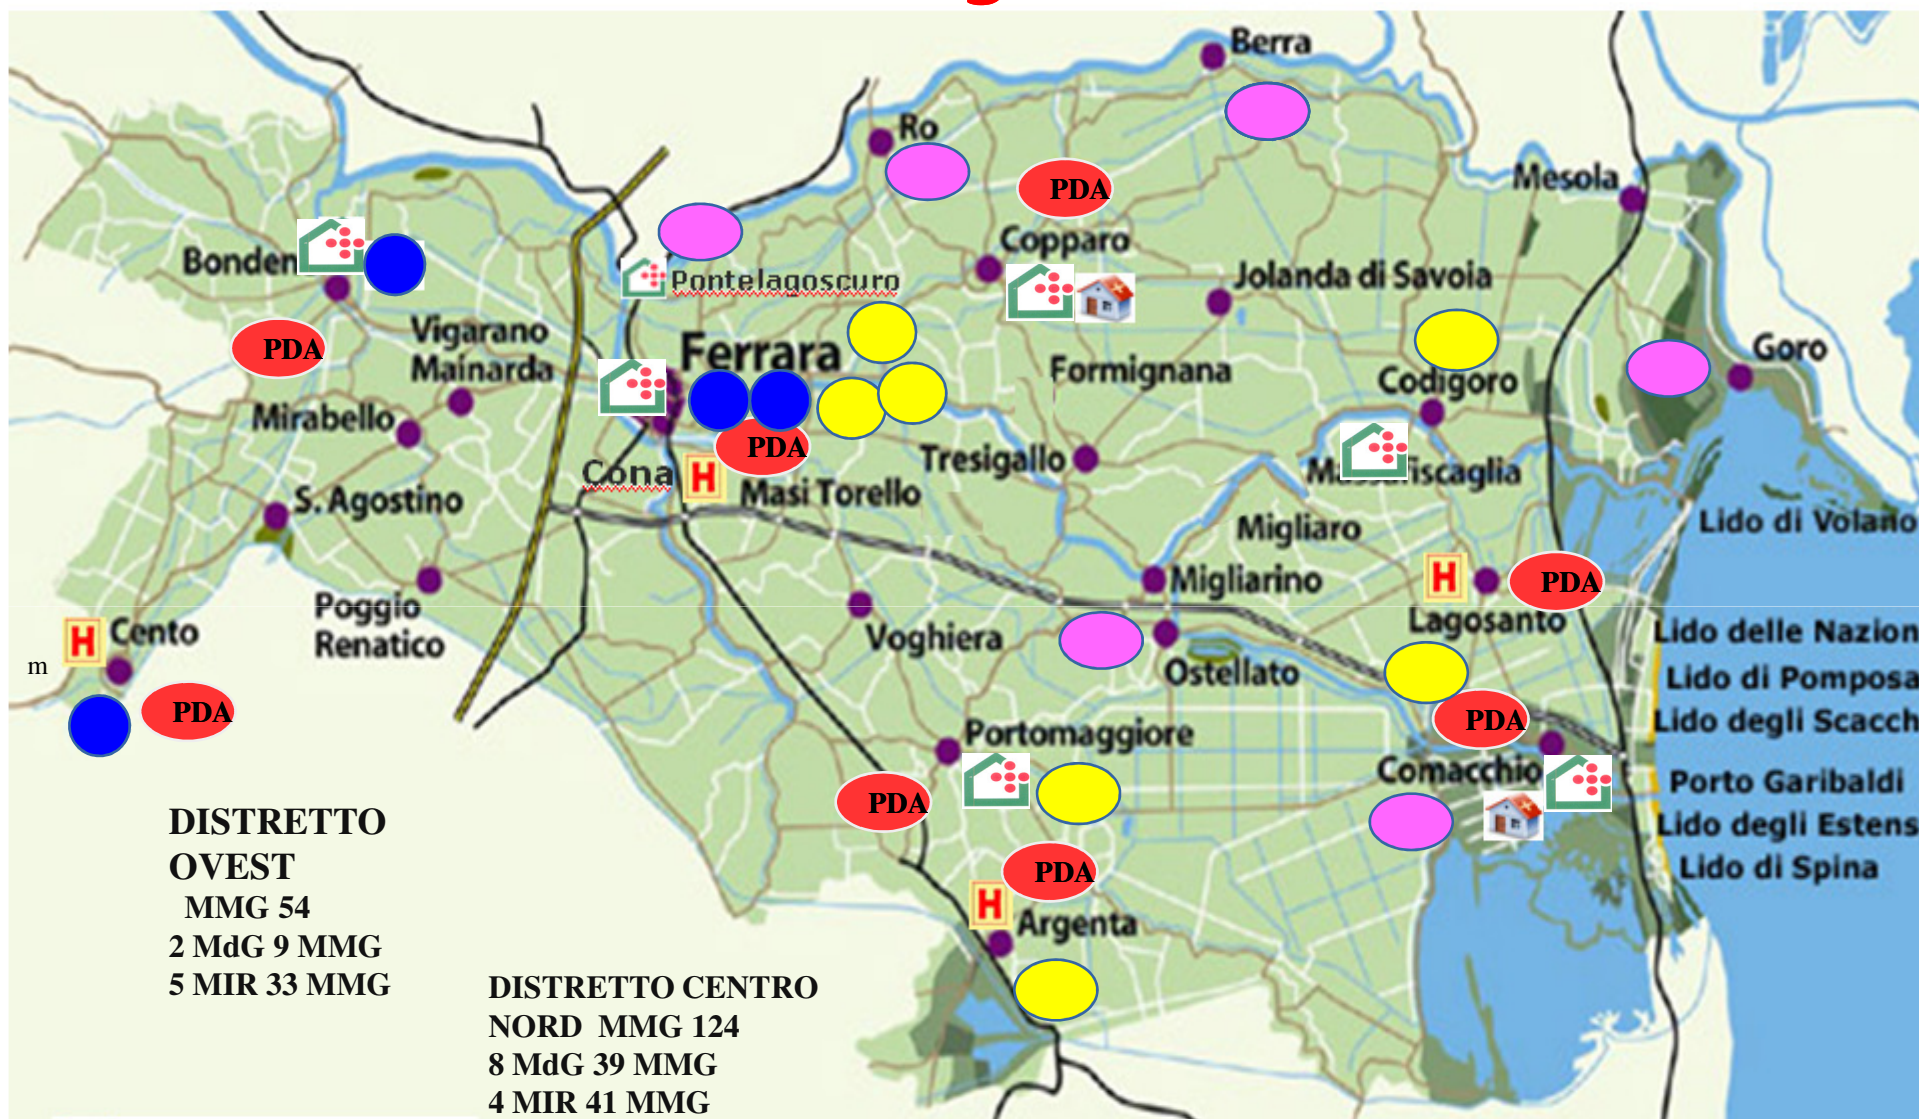 Berra
Ro
PDA
Mesola
Copparo
Bonden
Pontelagoscuro
Jolanda di Savoia
PDA
Vigarano
Mainarda
Ferrara
Formignana
Codigoro
Goro
Mirabello
PDA
Cona
H
Masi Torello
Tresigallo
iscaglia
S. Agostino
Lido di Volano
Migliaro
Migliarino
H
PDA
Lagosanto
Poggio
Renatico
H
Cento
m
Voghiera
Ostellato
Lido delle Nazion
Lido di Pomposa
PDA
PDA
Lido degli Scacch
Portomaggiore
Comacchio
Porto Garibaldi
PDA
Lido degli Estens
Lido di Spina
PDA
H
Argenta
DISTRETTO
OVEST
MMG 54
2 MdG 9 MMG
5 MIR 33 MMG
DISTRETTO CENTRO
NORD MMG 124
8 MdG 39 MMG
4 MIR 41 MMG